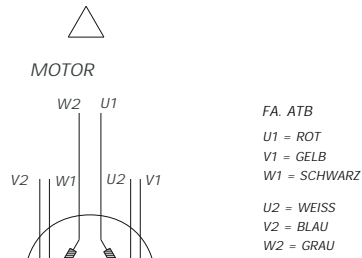 MOTOR
W2 U1
V2 W1 U2 V1
FA. ATB
U1 = ROT
V1 = GELB
W1 = SCHWARZ
U2 = WEISS
V2 = BLAU
W2 = GRAU